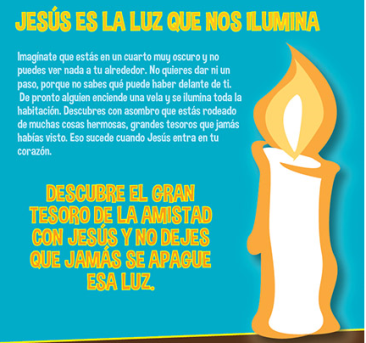 JESÚS ES LA LUZ QUE NOS ILUMINA
Imagínate que estás en un cuarto muy oscuro y no
puedes ver nada a tu alrededor. No quieres dar ni un
paso, porque no sabes qué puede haber delante de ti.
De pronto alguien enciende una vela y se ilumina toda la
habitación. Descubres con asombro que estás rodeado
de muchas cosas hermosas, grandes tesoros que jamás
habías visto. Eso sucede cuando Jesús entra en tu
corazón.
DESCUBRE EL GRAN
TESORO DE LA AMISTAD
CON JESÚS Y NO DEJES
QUE JAMÁS SE APAGUE
ESA LUZ.